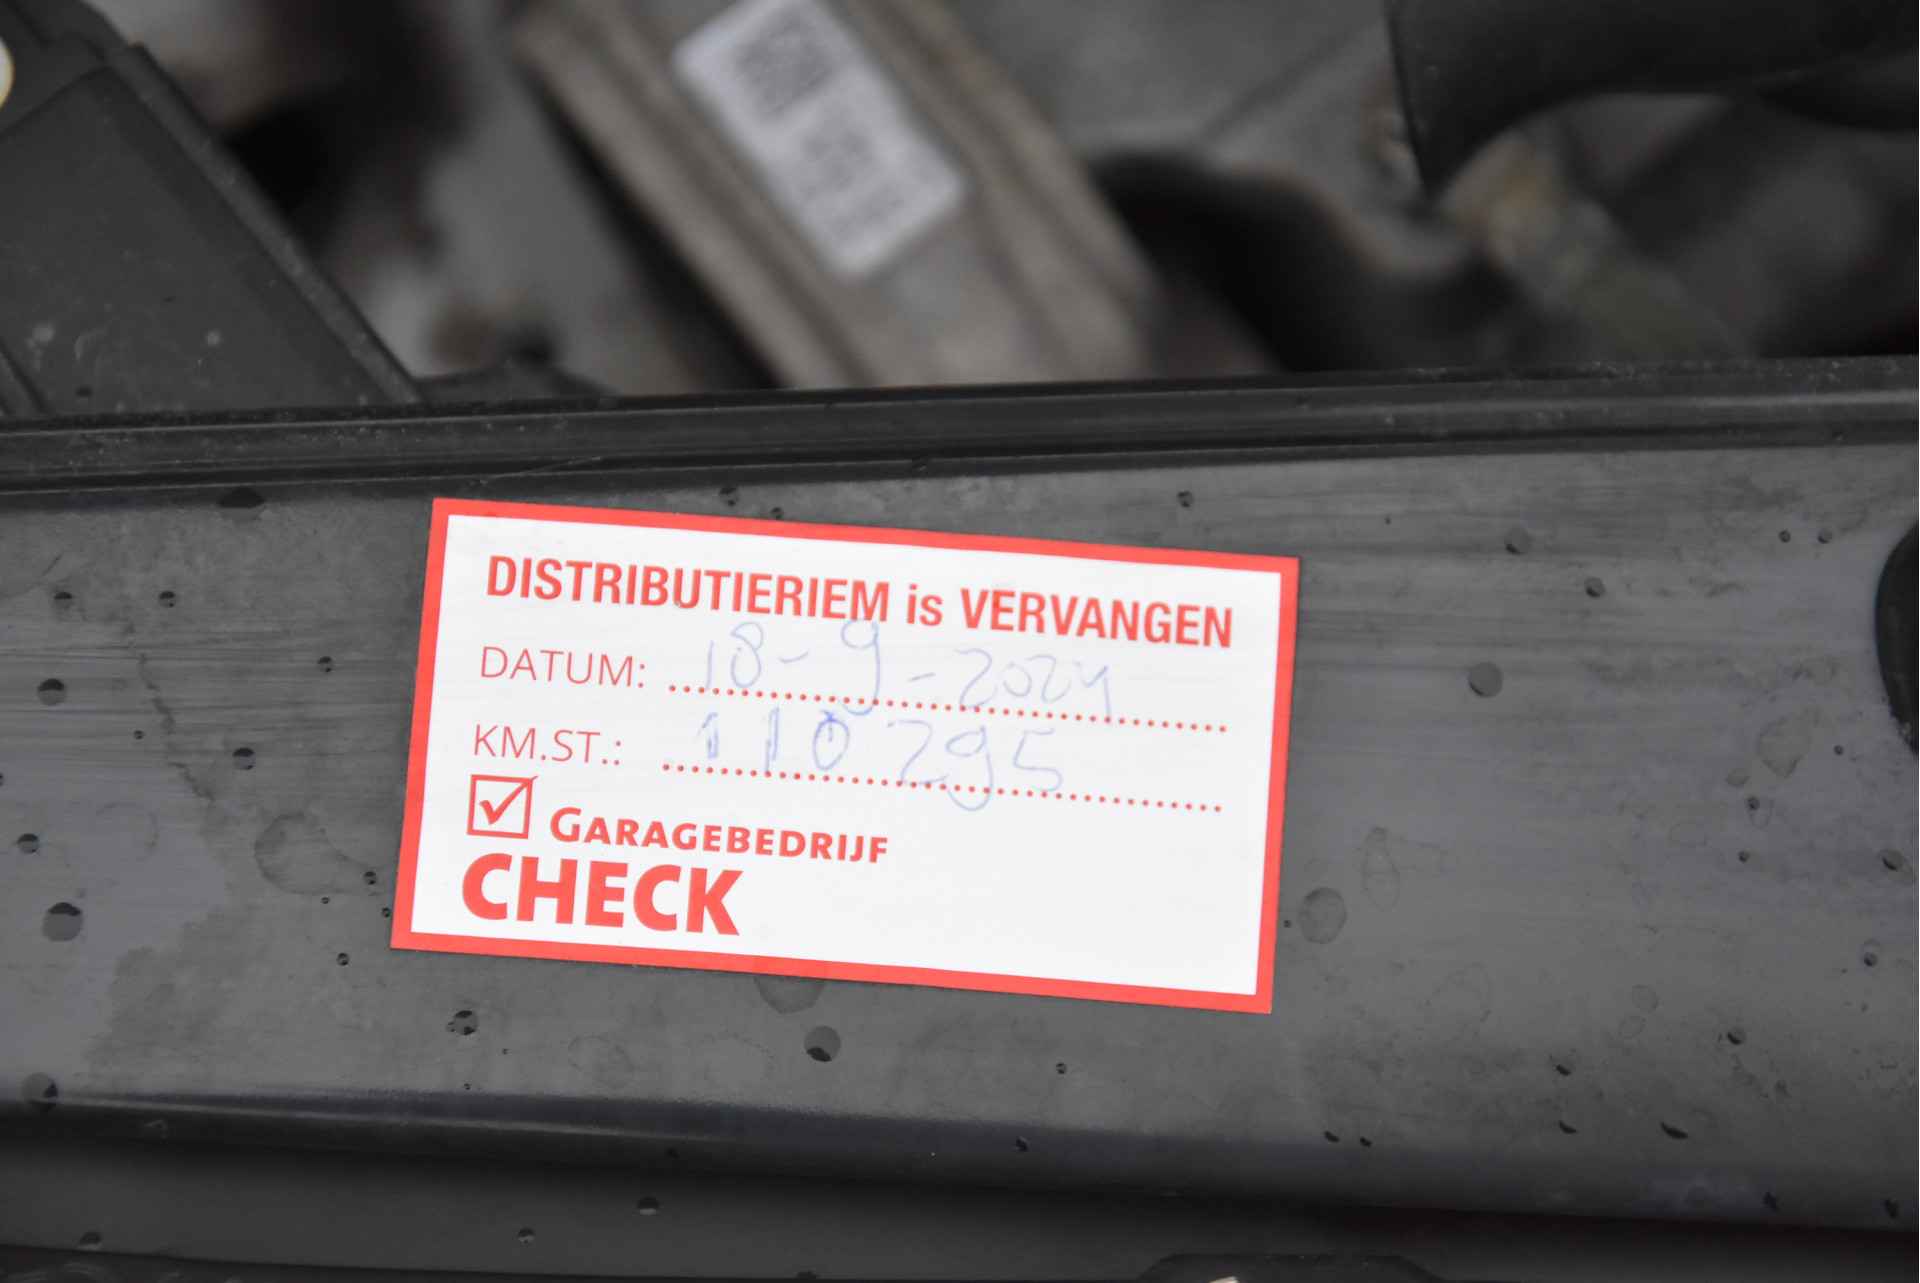 DISTRIBUTIERIEM is VERVANGEN
DATUM: 18-9-2024
KM.ST.: 110295
GARAGEBEDRIJF
CHECK